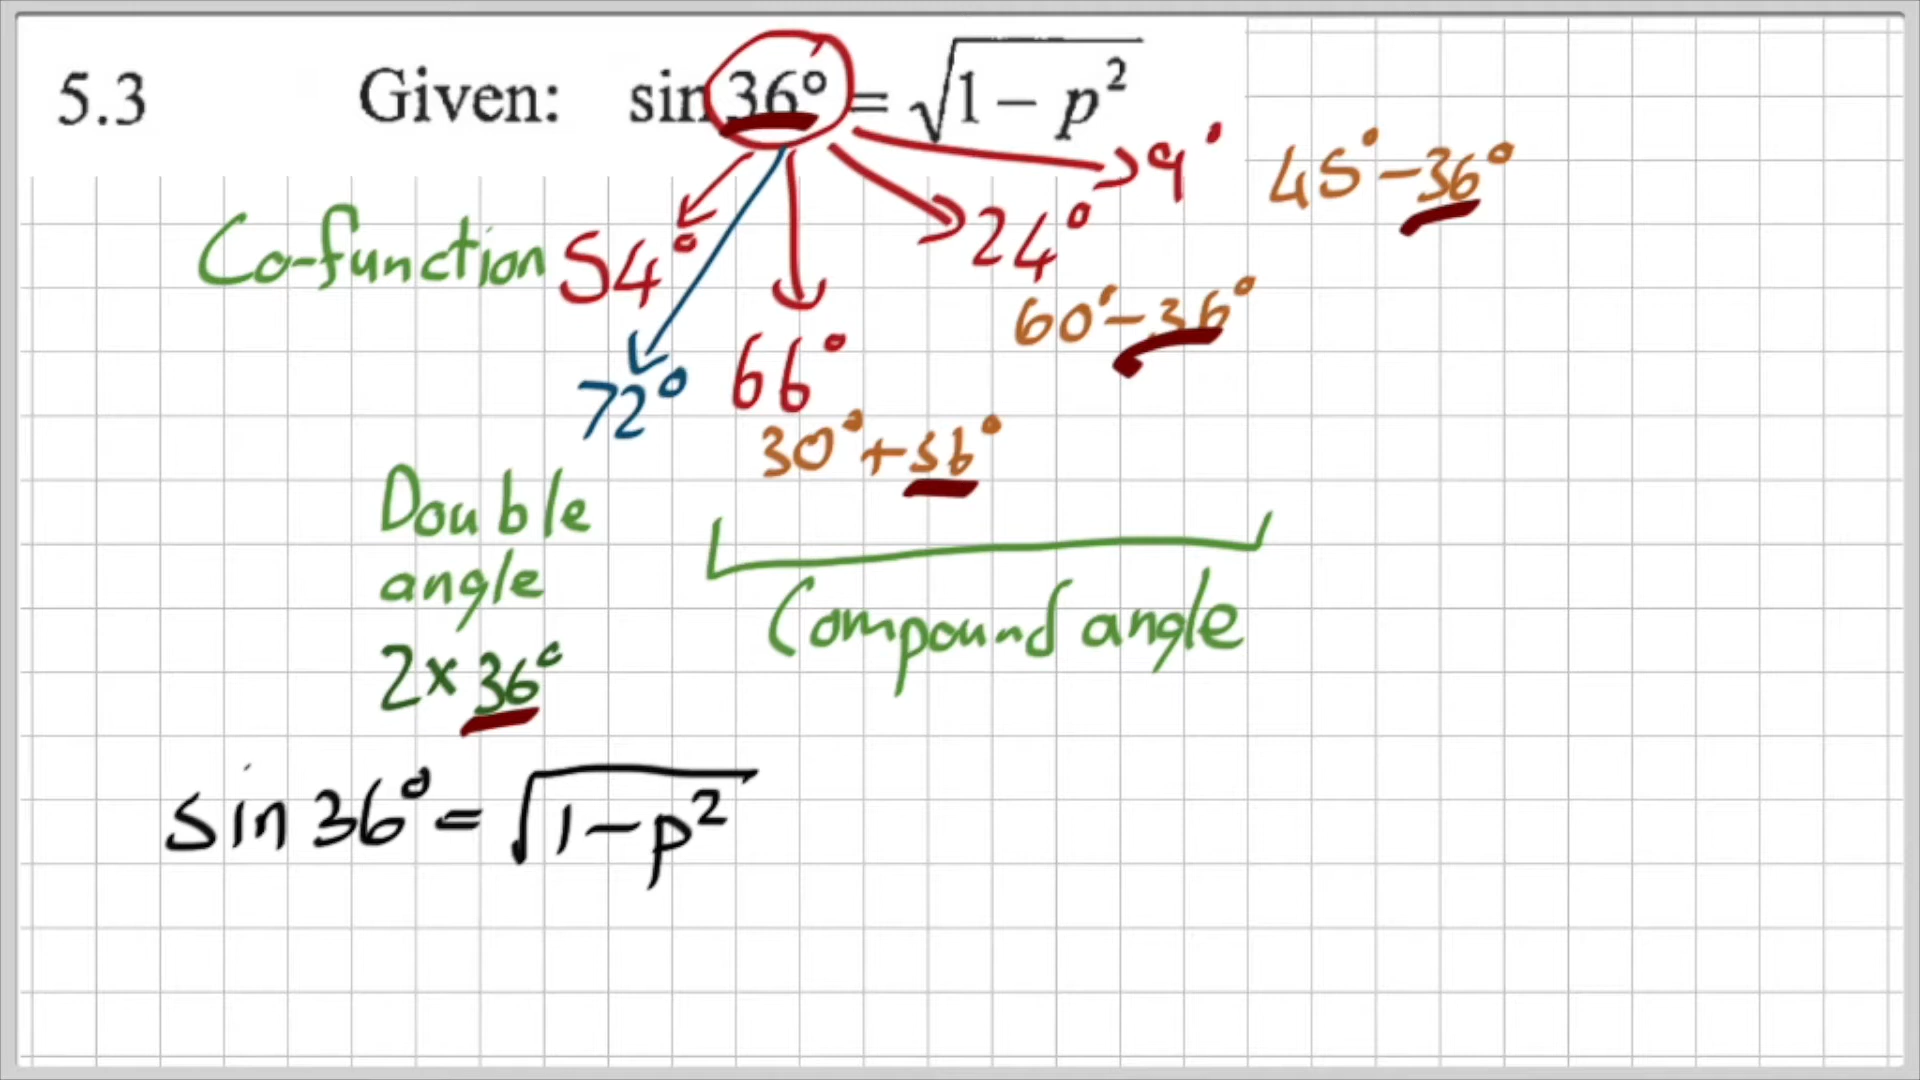 5.3 Given: sin 36° = √(1 − p²)
9° 45° − 36°
Co-function 54° 24°
60° − 36°
72° 66°
30° + 36°
Double
angle
Compound angle
2 × 36°
sin 36° = √(1 − p²)